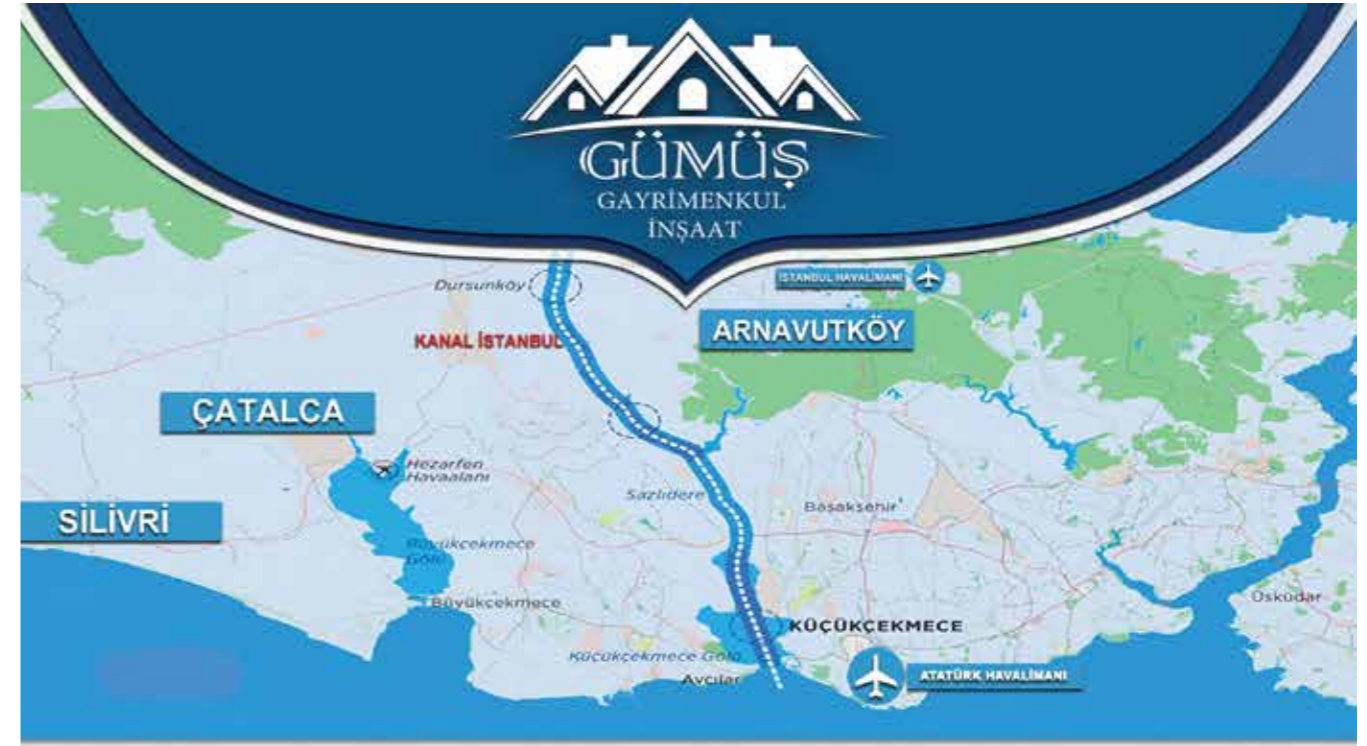 GÜMÜŞ
GAYRİMENKUL
İNŞAAT
İSTANBUL HAVALİMANI
Dursunköy
ARNAVUTKÖY
KANAL İSTANBUL
ÇATALCA
Hezarfen
Havaalanı
Sazlıdere
Başakşehir
SİLİVRİ
Büyükçekmece
Gölü
Büyükçekmece
Üsküdar
KÜÇÜKÇEKMECE
Küçükçekmece Gölü
Avcılar
ATATÜRK HAVALİMANI